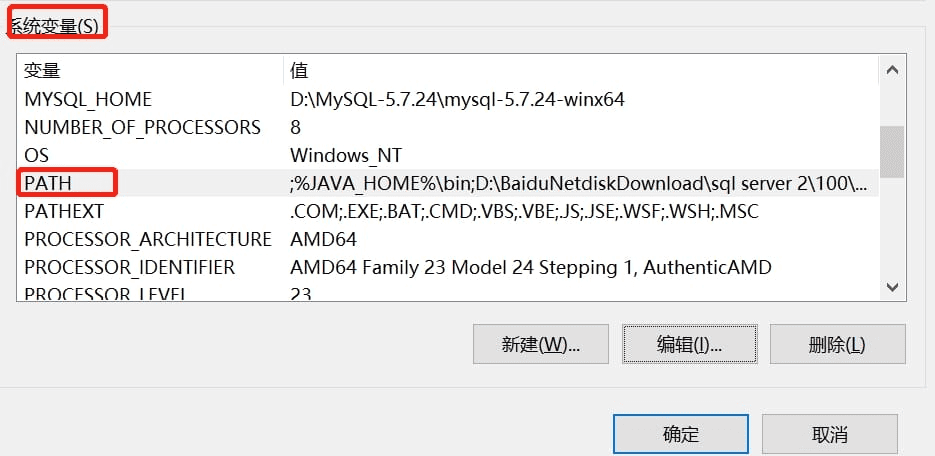 系统变量(S)
变量 值
MYSQL_HOME D:\MySQL-5.7.24\mysql-5.7.24-winx64
NUMBER_OF_PROCESSORS 8
OS Windows_NT
PATH ;%JAVA_HOME%\bin;D:\BaiduNetdiskDownload\sql server 2\100\...
PATHEXT .COM;.EXE;.BAT;.CMD;.VBS;.VBE;.JS;.JSE;.WSF;.WSH;.MSC
PROCESSOR_ARCHITECTURE AMD64
PROCESSOR_IDENTIFIER AMD64 Family 23 Model 24 Stepping 1, AuthenticAMD
PROCESSOR_LEVEL 23
新建(W)... 编辑(I)... 删除(L)
确定 取消